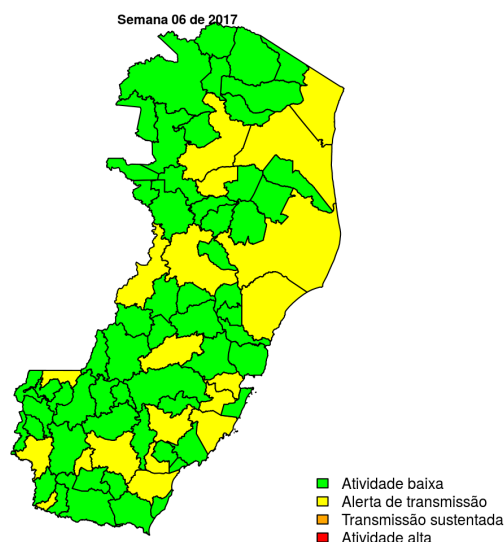 Semana 06 de 2017
Atividade baixa
Alerta de transmissão
Transmissão sustentada
Atividade alta